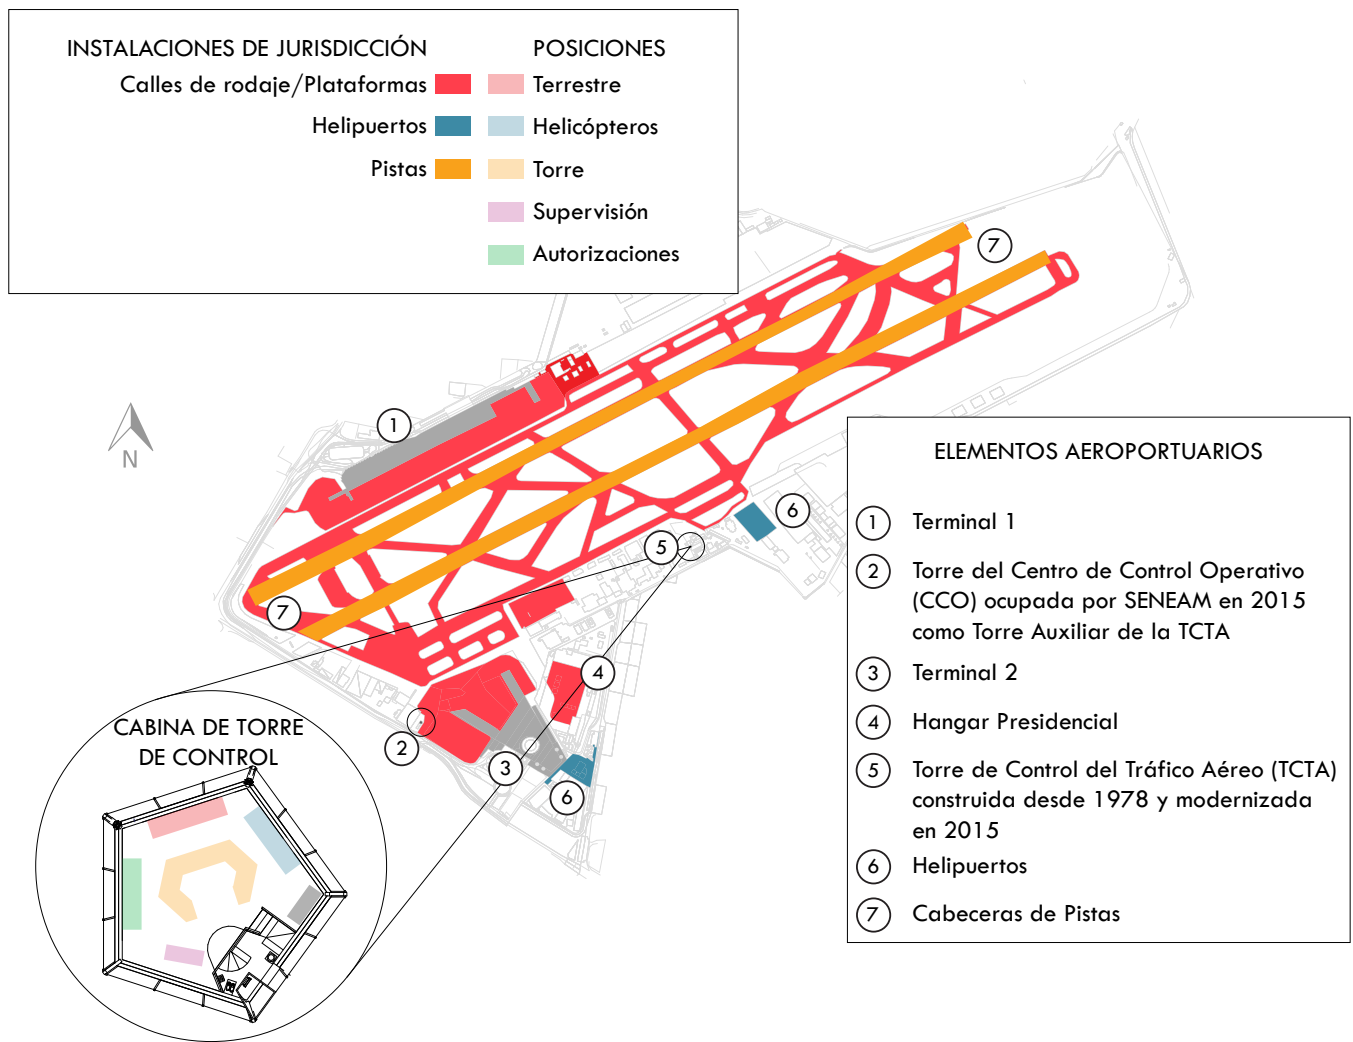 INSTALACIONES DE JURISDICCIÓN
Calles de rodaje/Plataformas
Helipuertos
Pistas
POSICIONES
Terrestre
Helicópteros
Torre
Supervisión
Autorizaciones
7
1
N
6
5
7
4
2
3
6
CABINA DE TORRE
DE CONTROL
ELEMENTOS AEROPORTUARIOS
1 Terminal 1
2 Torre del Centro de Control Operativo
(CCO) ocupada por SENEAM en 2015
como Torre Auxiliar de la TCTA
3 Terminal 2
4 Hangar Presidencial
5 Torre de Control del Tráfico Aéreo (TCTA)
construida desde 1978 y modernizada
en 2015
6 Helipuertos
7 Cabeceras de Pistas